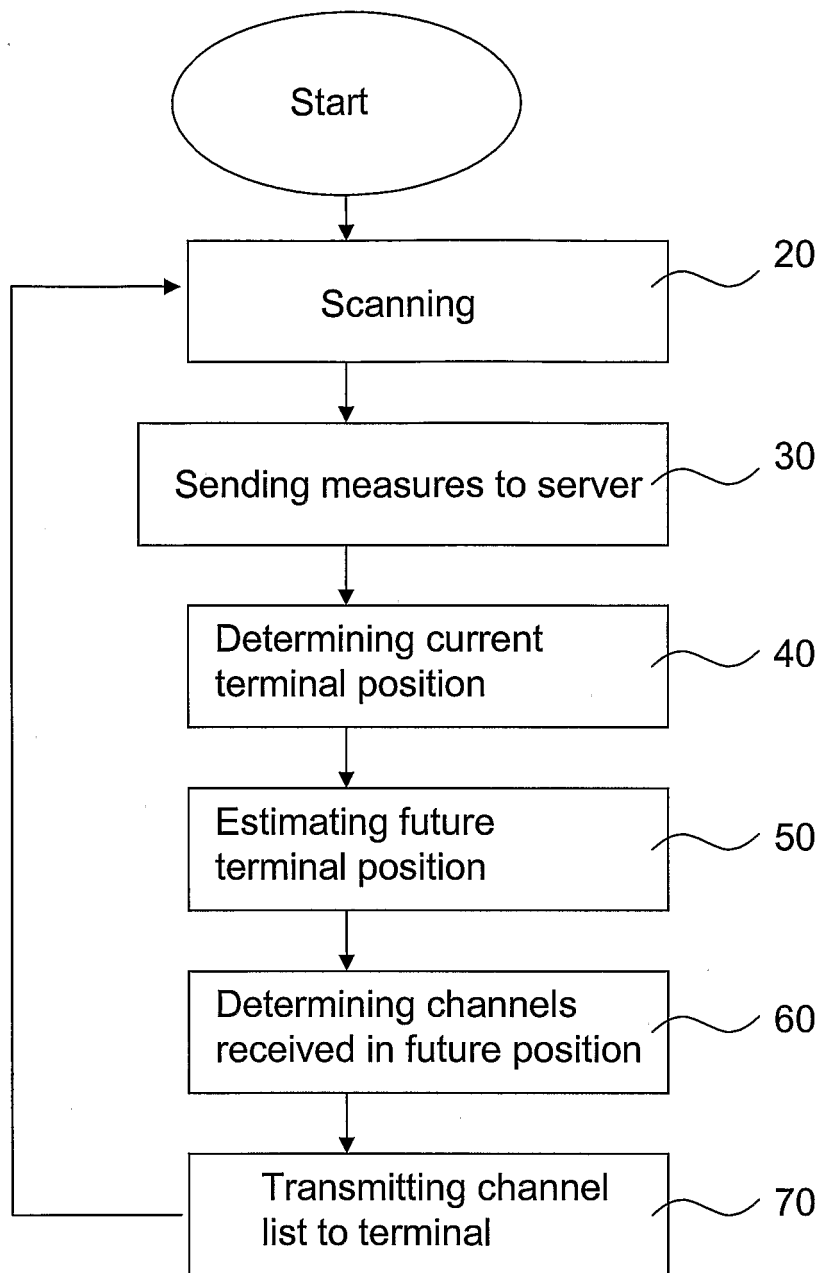 Start
20
Scanning
30
Sending measures to server
Determining current
terminal position
40
Estimating future
terminal position
50
Determining channels
received in future position
60
Transmitting channel
list to terminal
70